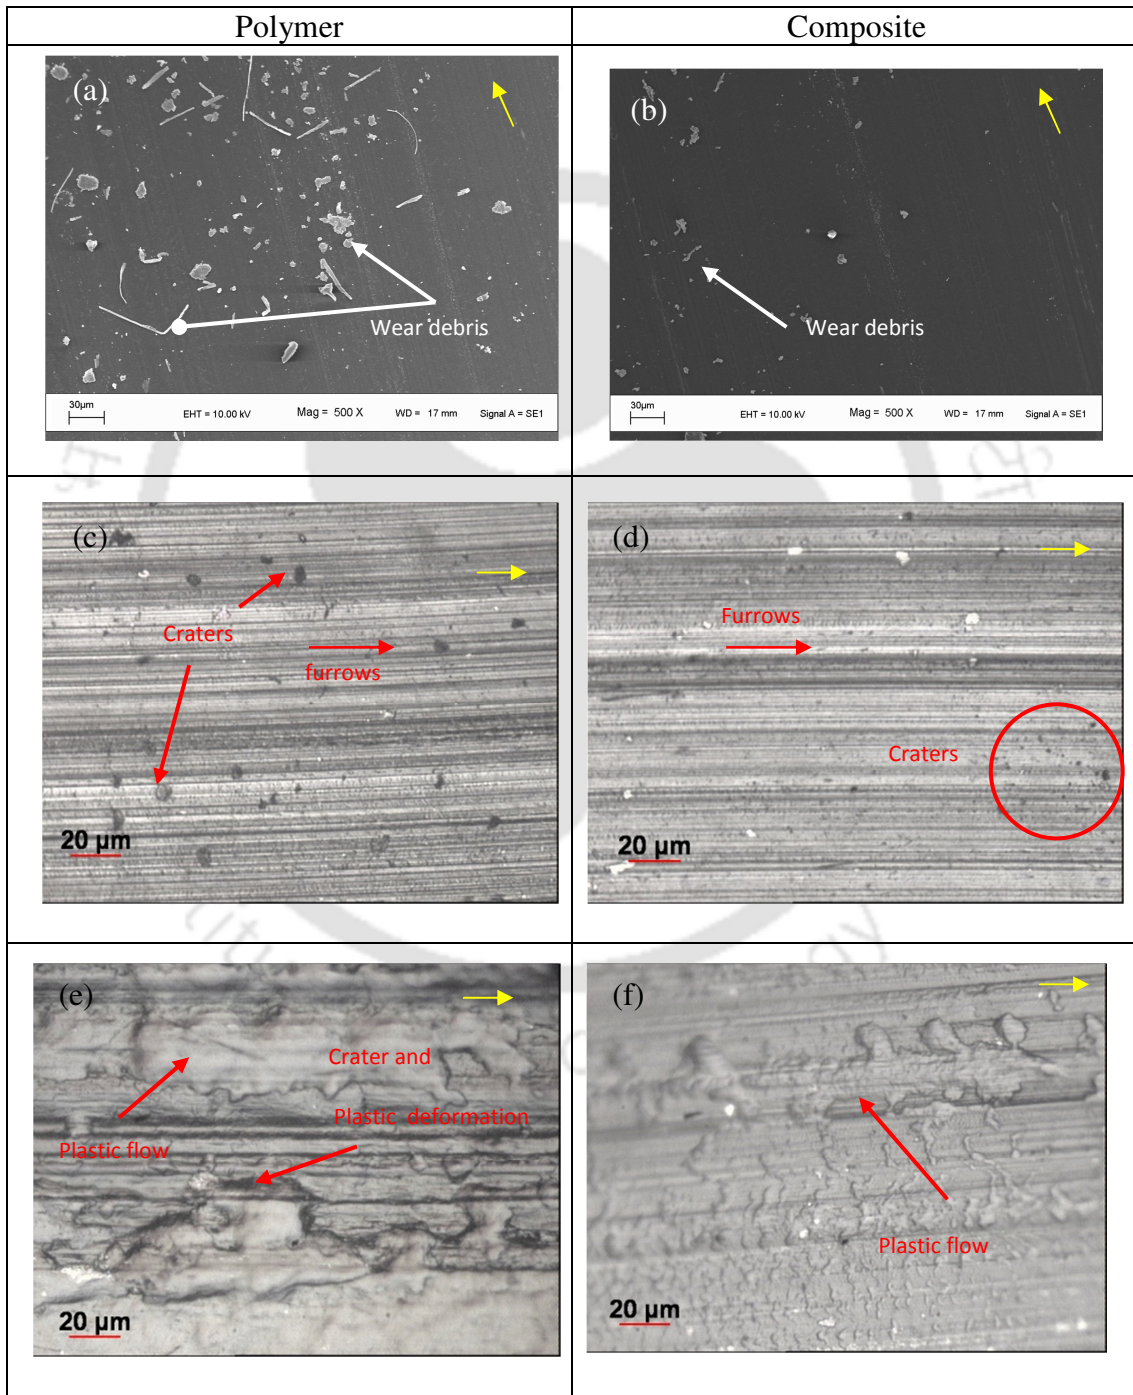 Polymer
Composite
(a)
Wear debris
30µm
EHT = 10.00 kV
Mag = 500 X
WD = 17 mm
Signal A = SE1
(b)
Wear debris
30µm
EHT = 10.00 kV
Mag = 500 X
WD = 17 mm
Signal A = SE1
(c)
Craters
furrows
20 µm
(d)
Furrows
Craters
20 µm
(e)
Crater and
Plastic deformation
Plastic flow
20 µm
(f)
Plastic flow
20 µm